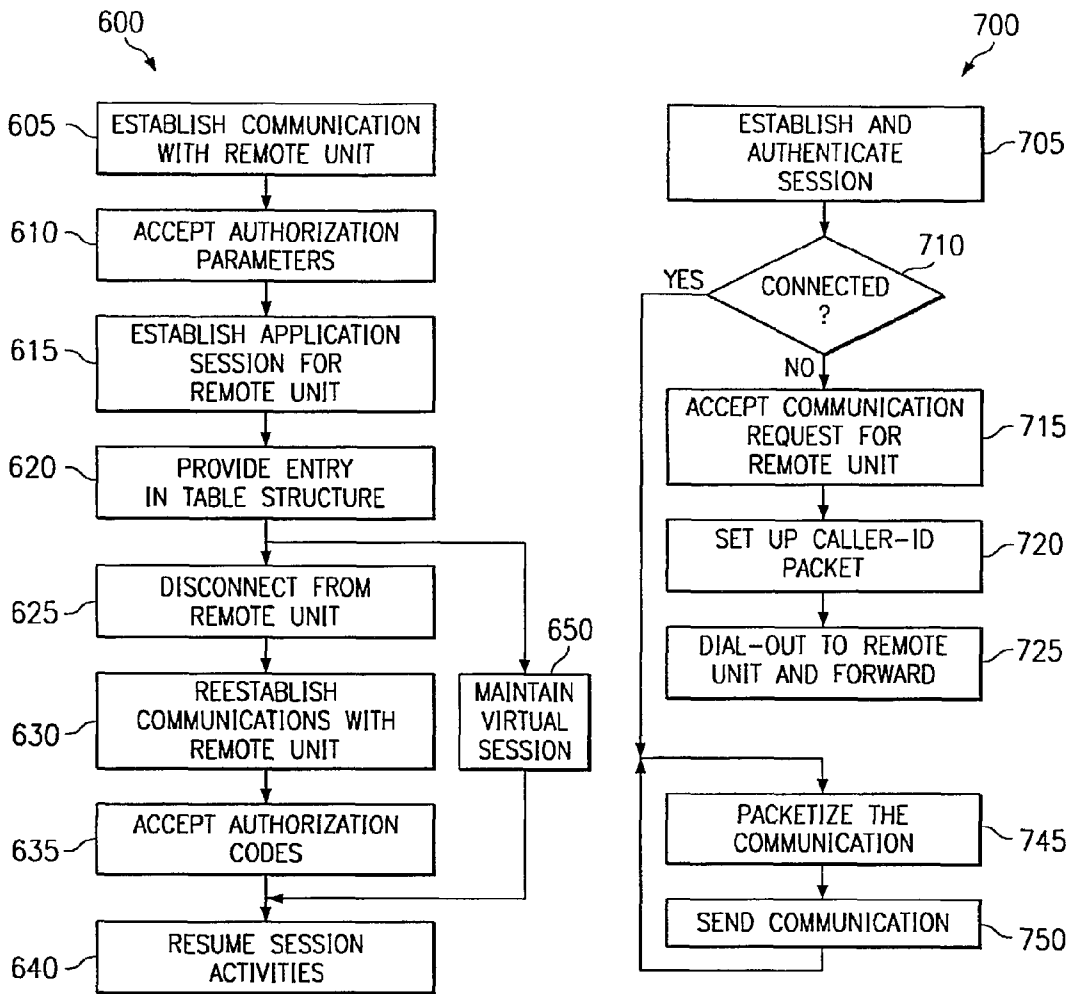 600
605
ESTABLISH COMMUNICATION
WITH REMOTE UNIT
610
ACCEPT AUTHORIZATION
PARAMETERS
615
ESTABLISH APPLICATION
SESSION FOR
REMOTE UNIT
620
PROVIDE ENTRY
IN TABLE STRUCTURE
625
DISCONNECT FROM
REMOTE UNIT
630
REESTABLISH
COMMUNICATIONS WITH
REMOTE UNIT
650
MAINTAIN
VIRTUAL
SESSION
635
ACCEPT AUTHORIZATION
CODES
640
RESUME SESSION
ACTIVITIES
700
ESTABLISH AND
AUTHENTICATE
SESSION
705
710
CONNECTED
?
YES
NO
ACCEPT COMMUNICATION
REQUEST FOR
REMOTE UNIT
715
SET UP CALLER-ID
PACKET
720
DIAL-OUT TO REMOTE
UNIT AND FORWARD
725
PACKETIZE THE
COMMUNICATION
745
SEND COMMUNICATION
750